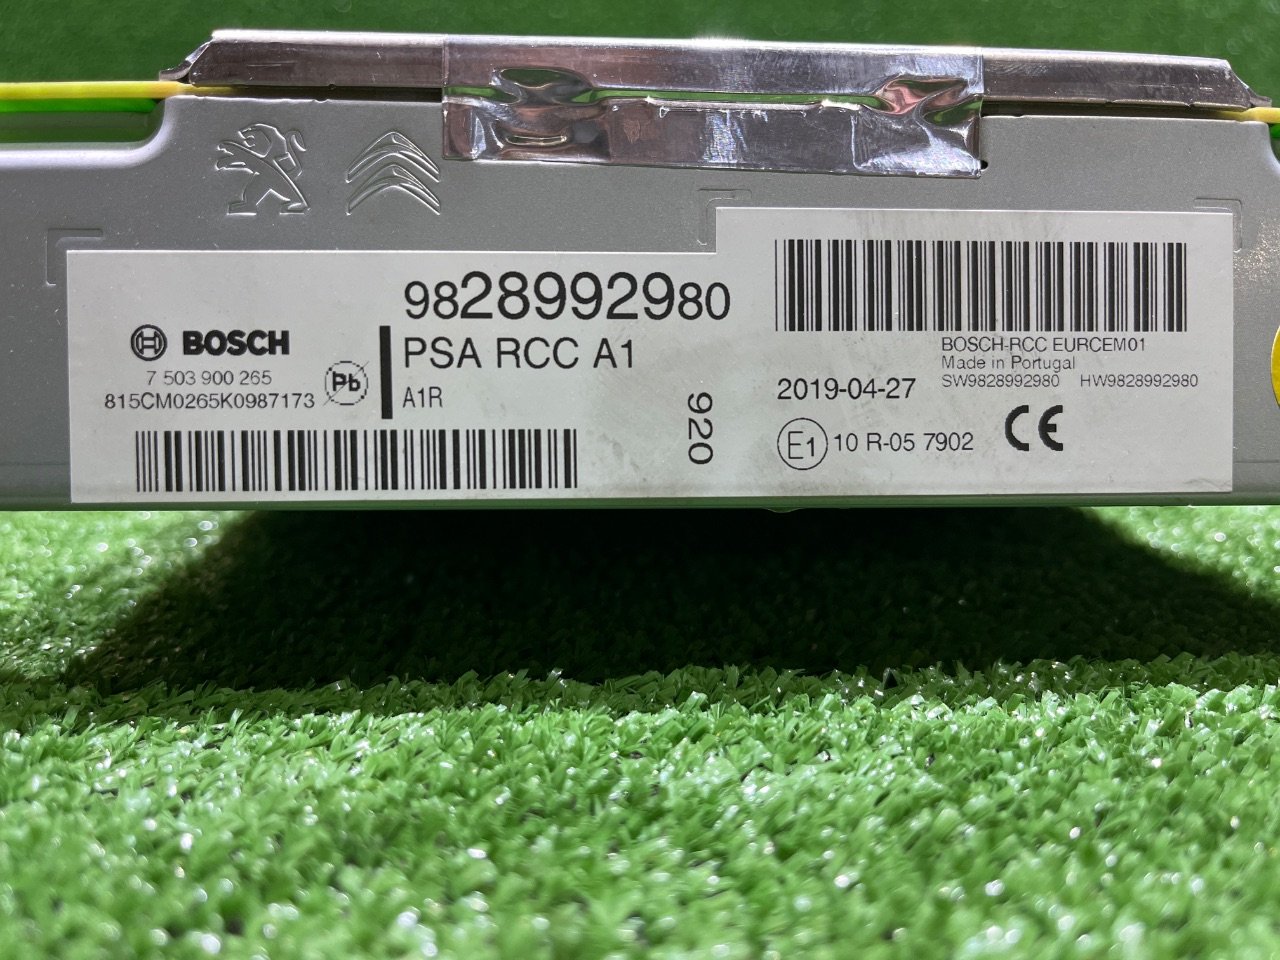 9828992980
BOSCH
PSA RCC A1
7 503 900 265
Pb
A1R
815CM0265K0987173
920
BOSCH-RCC EURCEM01
Made in Portugal
2019-04-27
SW9828992980 HW9828992980
E1 10 R-05 7902
CE